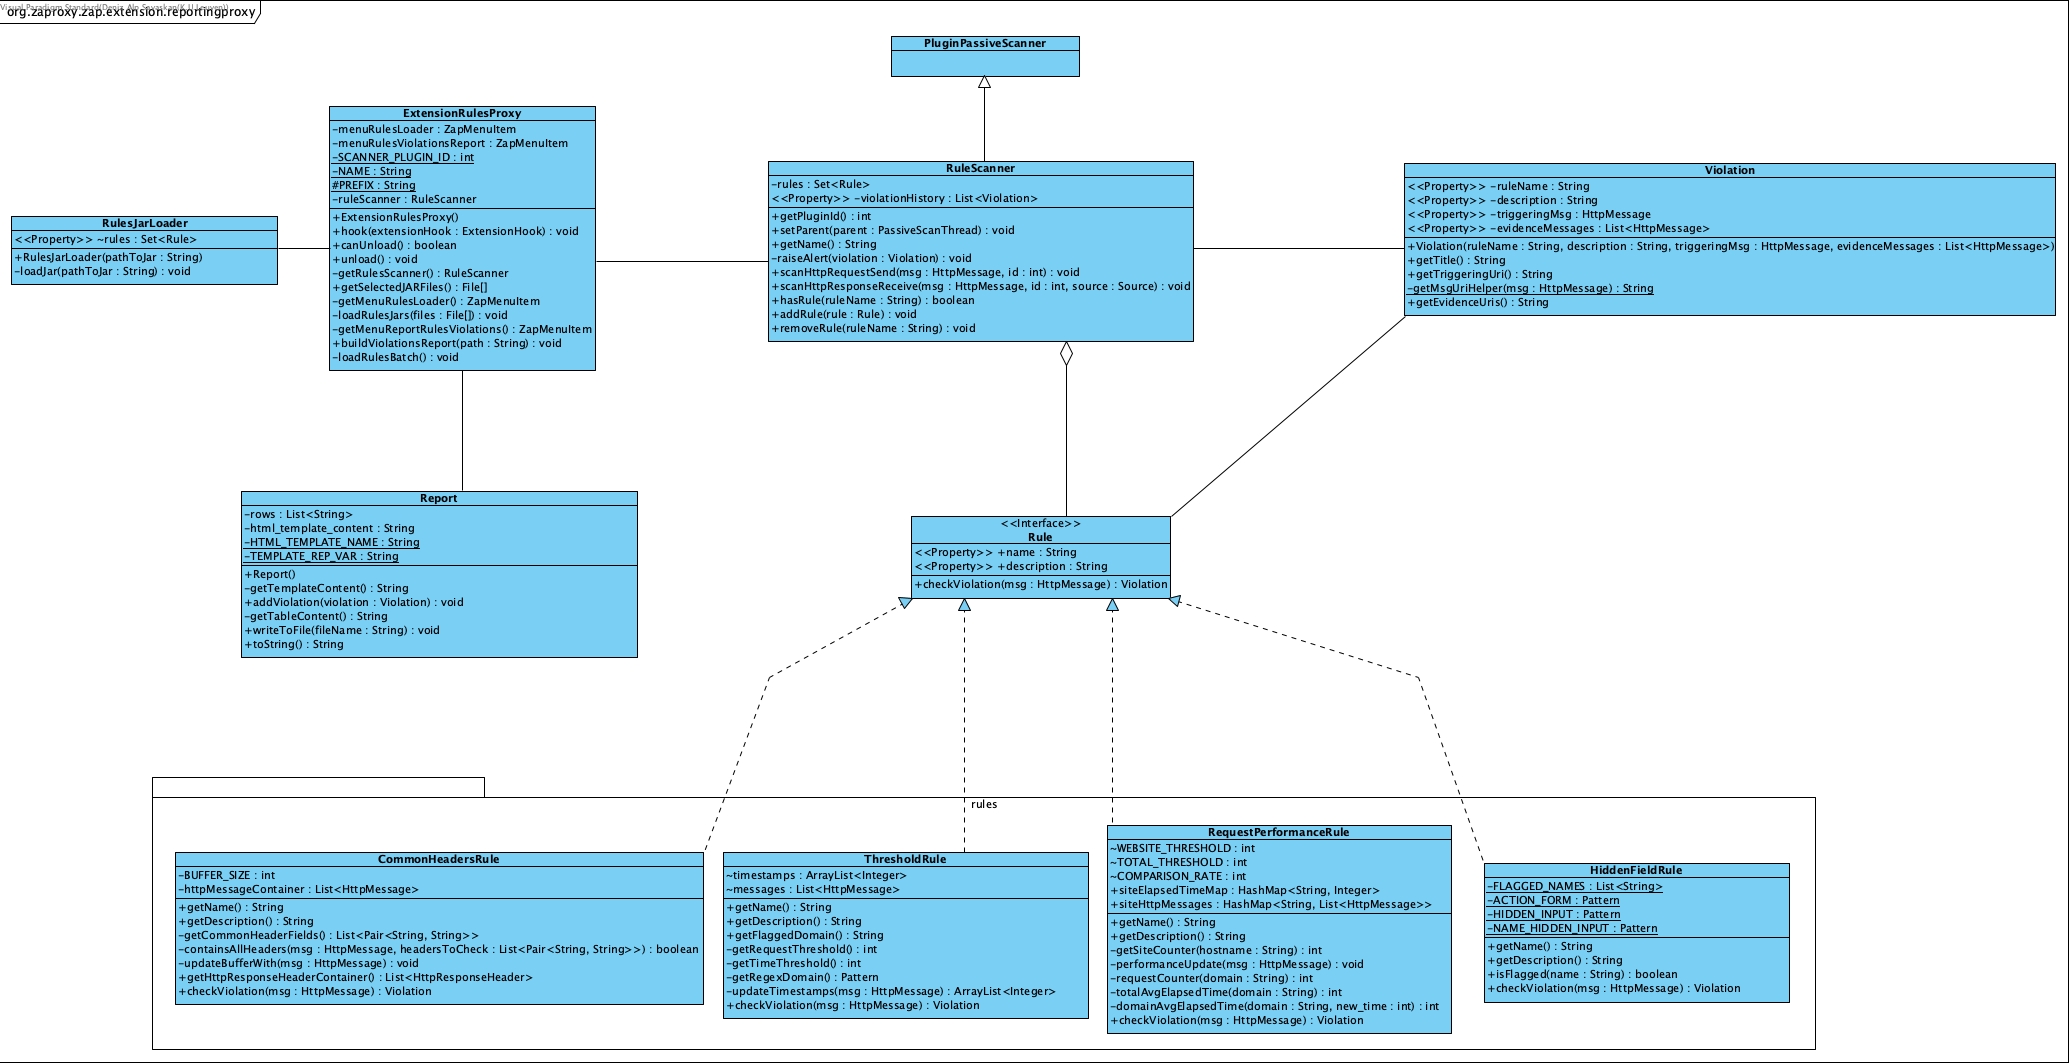 Visual Paradigm Standard(Deniz Alp Savaskan(K.U.Leuven))
org.zaproxy.zap.extension.reportingproxy
PluginPassiveScanner
ExtensionRulesProxy
-menuRulesLoader : ZapMenuItem
-menuRulesViolationsReport : ZapMenuItem
-SCANNER_PLUGIN_ID : int
-NAME : String
#PREFIX : String
-ruleScanner : RuleScanner
+ExtensionRulesProxy()
+hook(extensionHook : ExtensionHook) : void
+canUnload() : boolean
+unload() : void
-getRulesScanner() : RuleScanner
+getSelectedJARFiles() : File[]
-getMenuRulesLoader() : ZapMenuItem
-loadRulesJars(files : File[]) : void
-getMenuReportRulesViolations() : ZapMenuItem
+buildViolationsReport(path : String) : void
-loadRulesBatch() : void
RuleScanner
-rules : Set<Rule>
<<Property>> -violationHistory : List<Violation>
+getPluginId() : int
+setParent(parent : PassiveScanThread) : void
+getName() : String
-raiseAlert(violation : Violation) : void
+scanHttpRequestSend(msg : HttpMessage, id : int) : void
+scanHttpResponseReceive(msg : HttpMessage, id : int, source : Source) : void
+hasRule(ruleName : String) : boolean
+addRule(rule : Rule) : void
+removeRule(ruleName : String) : void
Violation
<<Property>> -ruleName : String
<<Property>> -description : String
<<Property>> -triggeringMsg : HttpMessage
<<Property>> -evidenceMessages : List<HttpMessage>
+Violation(ruleName : String, description : String, triggeringMsg : HttpMessage, evidenceMessages : List<HttpMessage>)
+getTitle() : String
+getTriggeringUri() : String
-getMsgUriHelper(msg : HttpMessage) : String
+getEvidenceUris() : String
RulesJarLoader
<<Property>> ~rules : Set<Rule>
+RulesJarLoader(pathToJar : String)
-loadJar(pathToJar : String) : void
Report
-rows : List<String>
-html_template_content : String
-HTML_TEMPLATE_NAME : String
-TEMPLATE_REP_VAR : String
+Report()
-getTemplateContent() : String
+addViolation(violation : Violation) : void
-getTableContent() : String
+writeToFile(fileName : String) : void
+toString() : String
<<Interface>>
Rule
<<Property>> +name : String
<<Property>> +description : String
+checkViolation(msg : HttpMessage) : Violation
rules
CommonHeadersRule
-BUFFER_SIZE : int
-httpMessageContainer : List<HttpMessage>
+getName() : String
+getDescription() : String
-getCommonHeaderFields() : List<Pair<String, String>>
-containsAllHeaders(msg : HttpMessage, headersToCheck : List<Pair<String, String>>) : boolean
-updateBufferWith(msg : HttpMessage) : void
+getHttpResponseHeaderContainer() : List<HttpResponseHeader>
+checkViolation(msg : HttpMessage) : Violation
ThresholdRule
~timestamps : ArrayList<Integer>
~messages : List<HttpMessage>
+getName() : String
+getDescription() : String
+getFlaggedDomain() : String
-getRequestThreshold() : int
-getTimeThreshold() : int
-getRegexDomain() : Pattern
-updateTimestamps(msg : HttpMessage) : ArrayList<Integer>
+checkViolation(msg : HttpMessage) : Violation
RequestPerformanceRule
~WEBSITE_THRESHOLD : int
~TOTAL_THRESHOLD : int
~COMPARISON_RATE : int
+siteElapsedTimeMap : HashMap<String, Integer>
+siteHttpMessages : HashMap<String, List<HttpMessage>>
+getName() : String
+getDescription() : String
-getSiteCounter(hostname : String) : int
-performanceUpdate(msg : HttpMessage) : void
-requestCounter(domain : String) : int
-totalAvgElapsedTime(domain : String) : int
-domainAvgElapsedTime(domain : String, new_time : int) : int
+checkViolation(msg : HttpMessage) : Violation
HiddenFieldRule
-FLAGGED_NAMES : List<String>
-ACTION_FORM : Pattern
-HIDDEN_INPUT : Pattern
-NAME_HIDDEN_INPUT : Pattern
+getName() : String
+getDescription() : String
+isFlagged(name : String) : boolean
+checkViolation(msg : HttpMessage) : Violation